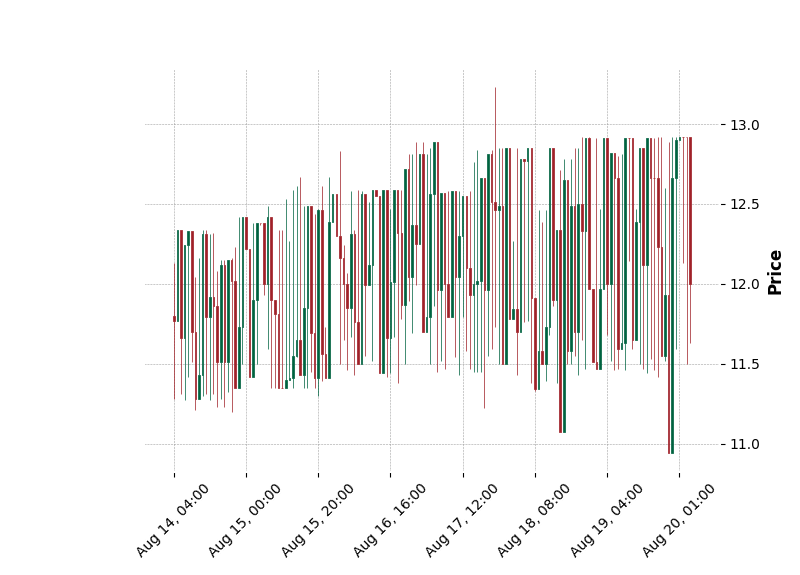 13.0
12.5
12.0
11.5
11.0
Price
Aug 14, 04:00
Aug 15, 00:00
Aug 15, 20:00
Aug 16, 16:00
Aug 17, 12:00
Aug 18, 08:00
Aug 19, 04:00
Aug 20, 01:00